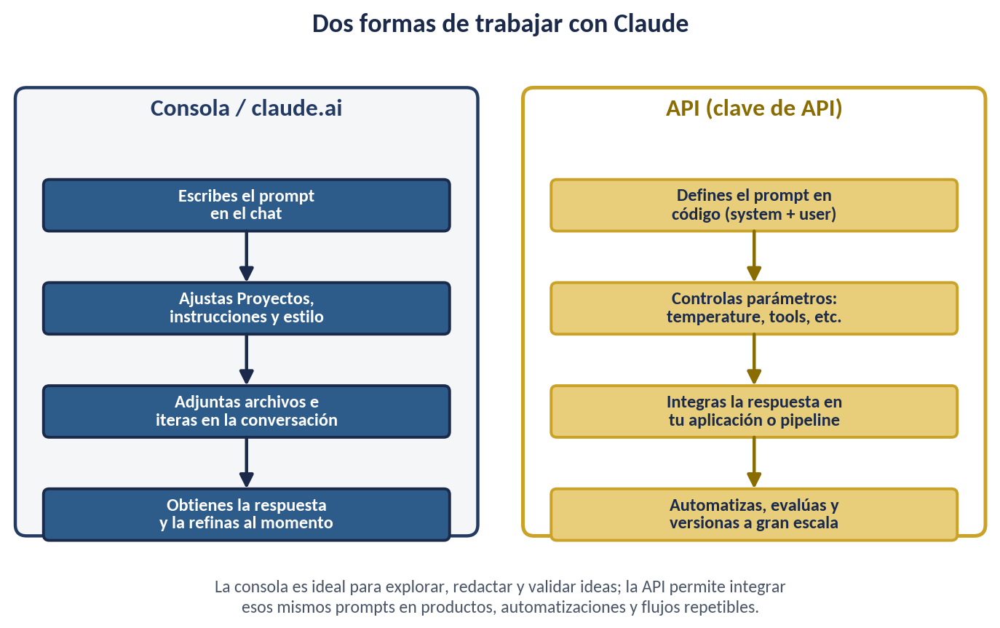 Dos formas de trabajar con Claude
Consola / claude.ai
Escribes el prompt
en el chat
Ajustas Proyectos,
instrucciones y estilo
Adjuntas archivos e
iteras en la conversación
Obtienes la respuesta
y la refinas al momento
API (clave de API)
Defines el prompt en
código (system + user)
Controlas parámetros:
temperature, tools, etc.
Integras la respuesta en
tu aplicación o pipeline
Automatizas, evalúas y
versionas a gran escala
La consola es ideal para explorar, redactar y validar ideas; la API permite integrar
esos mismos prompts en productos, automatizaciones y flujos repetibles.